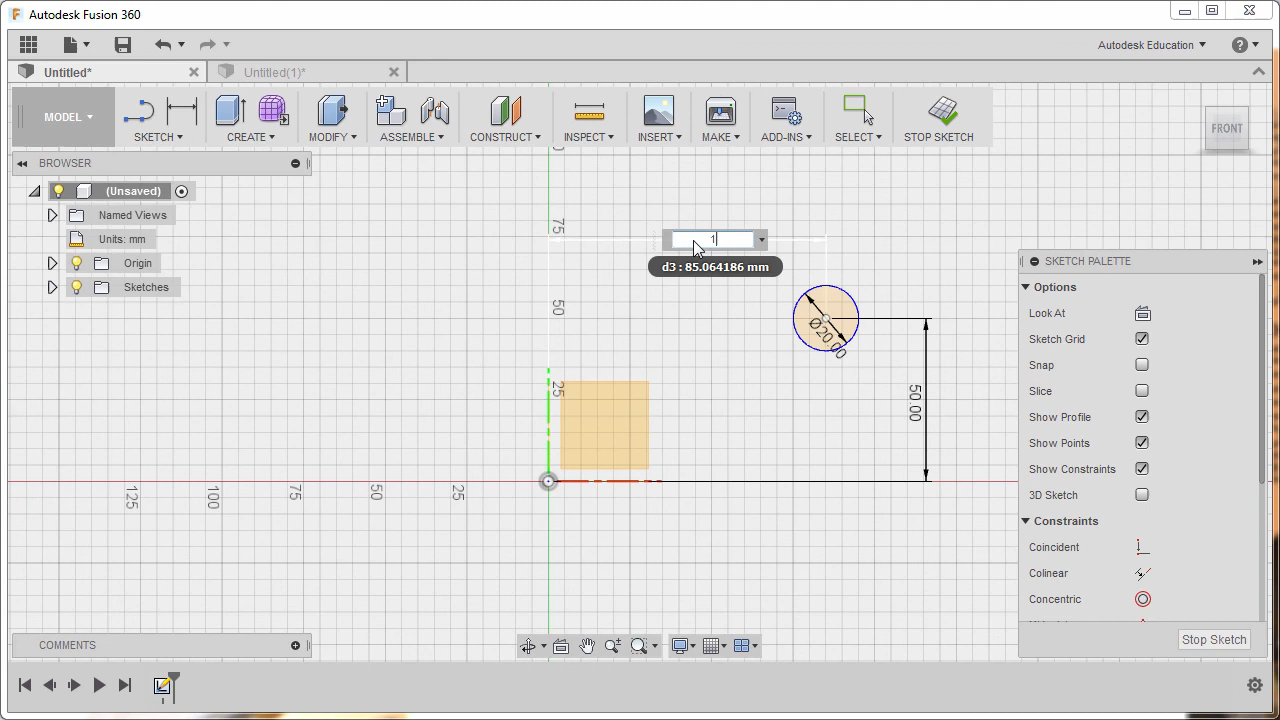 Autodesk Fusion 360
Autodesk Education
Untitled*
Untitled(1)*
MODEL
SKETCH
CREATE
MODIFY
ASSEMBLE
CONSTRUCT
INSPECT
INSERT
MAKE
ADD-INS
SELECT
STOP SKETCH
FRONT
BROWSER
(Unsaved)
Named Views
Units: mm
Origin
Sketches
75
1
d3 : 85.064186 mm
50
Ø20.00
25
50.00
125
100
75
50
25
SKETCH PALETTE
Options
Look At
Sketch Grid
Snap
Slice
Show Profile
Show Points
Show Constraints
3D Sketch
Constraints
Coincident
Colinear
Concentric
Stop Sketch
COMMENTS